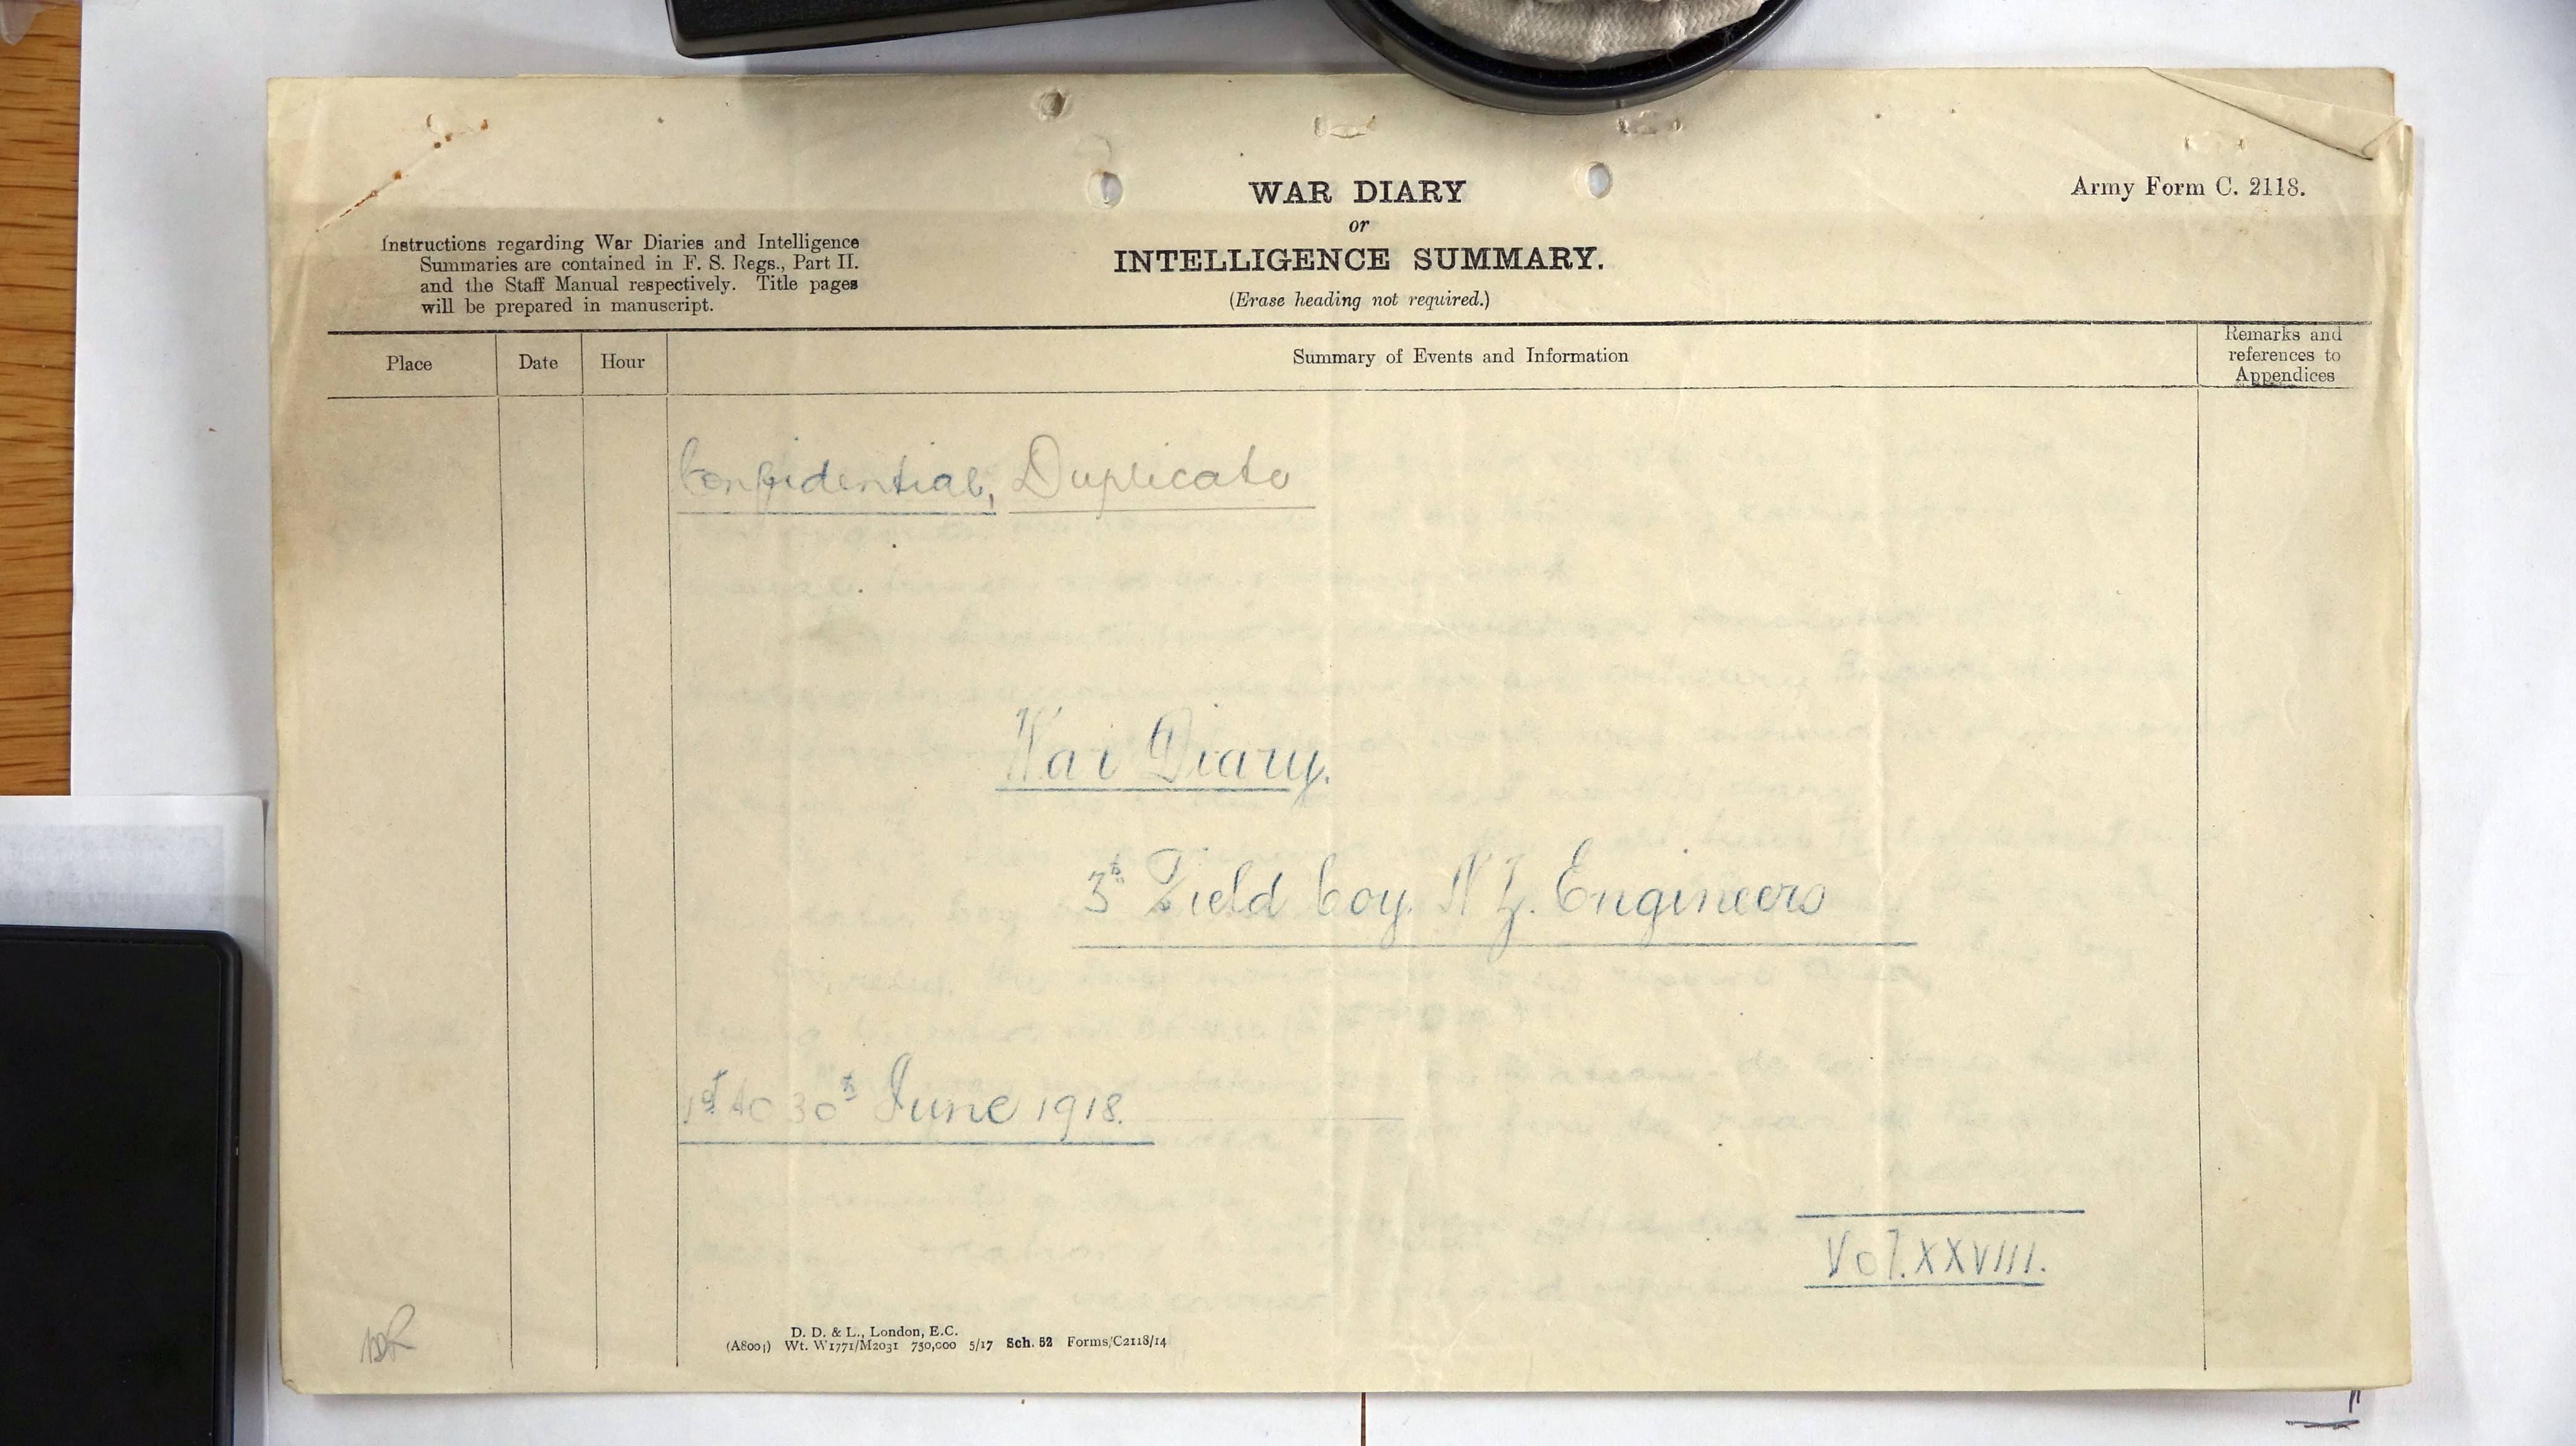 WAR DIARY
or
INTELLIGENCE SUMMARY.
(Erase heading not required.)
Army Form C. 2118.
Instructions regarding War Diaries and Intelligence
Summaries are contained in F. S. Regs., Part II.
and the Staff Manual respectively. Title pages
will be prepared in manuscript.
Place
Date
Hour
Summary of Events and Information
Remarks and
references to
Appendices
Confidential, Duplicate
War Diary.
3rd Field Coy. N Z. Engineers
1st to 30th June 1918.
Vol. XXVIII.
D. D. & L., London, E.C.
(A8001) Wt. W1771/M2031 750,000 5/17 Sch. 52 Forms/C2118/14